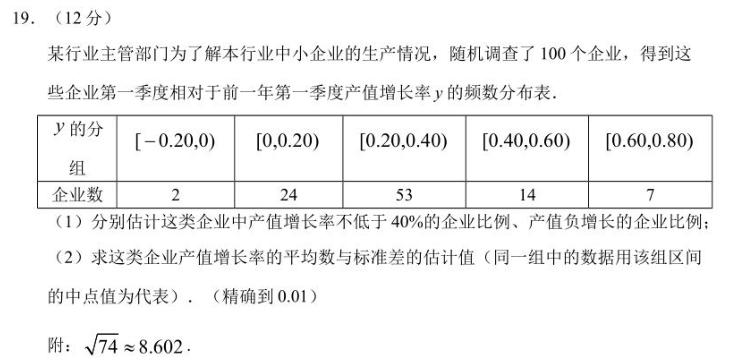 19．（12 分）
某行业主管部门为了解本行业中小企业的生产情况，随机调查了 100 个企业，得到这
些企业第一季度相对于前一年第一季度产值增长率 y 的频数分布表．
y 的分组 [－0.20,0) [0,0.20) [0.20,0.40) [0.40,0.60) [0.60,0.80)
企业数 2 24 53 14 7
（1）分别估计这类企业中产值增长率不低于 40%的企业比例、产值负增长的企业比例；
（2）求这类企业产值增长率的平均数与标准差的估计值（同一组中的数据用该组区间
的中点值为代表）．（精确到 0.01）
附：√74 ≈ 8.602．